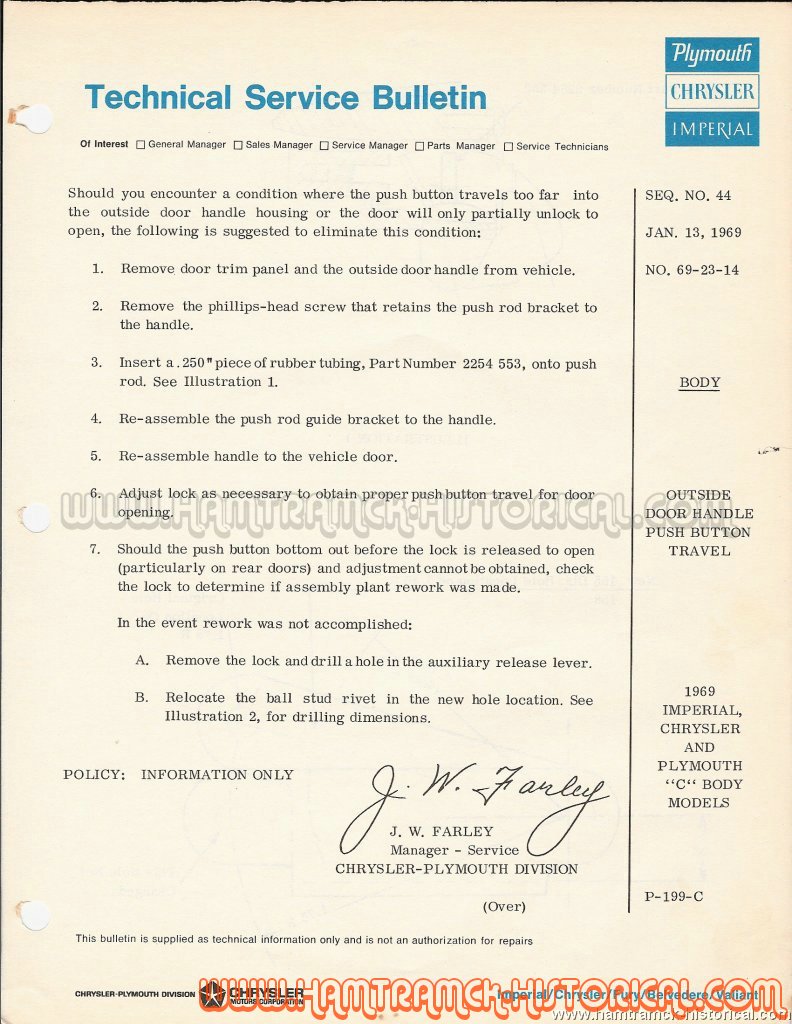 Plymouth
CHRYSLER
IMPERIAL
Technical Service Bulletin
Of Interest □ General Manager □ Sales Manager □ Service Manager □ Parts Manager □ Service Technicians
Should you encounter a condition where the push button travels too far into
the outside door handle housing or the door will only partially unlock to
open, the following is suggested to eliminate this condition:
1. Remove door trim panel and the outside door handle from vehicle.
2. Remove the phillips-head screw that retains the push rod bracket to
the handle.
3. Insert a .250" piece of rubber tubing, Part Number 2254 553, onto push
rod. See Illustration 1.
4. Re-assemble the push rod guide bracket to the handle.
5. Re-assemble handle to the vehicle door.
6. Adjust lock as necessary to obtain proper push button travel for door
opening.
7. Should the push button bottom out before the lock is released to open
(particularly on rear doors) and adjustment cannot be obtained, check
the lock to determine if assembly plant rework was made.
In the event rework was not accomplished:
A. Remove the lock and drill a hole in the auxiliary release lever.
B. Relocate the ball stud rivet in the new hole location. See
Illustration 2, for drilling dimensions.
POLICY: INFORMATION ONLY
J. W. Farley
J. W. FARLEY
Manager - Service
CHRYSLER-PLYMOUTH DIVISION
(Over)
SEQ. NO. 44
JAN. 13, 1969
NO. 69-23-14
BODY
OUTSIDE
DOOR HANDLE
PUSH BUTTON
TRAVEL
1969
IMPERIAL,
CHRYSLER
AND
PLYMOUTH
"C" BODY
MODELS
P-199-C
www.Hamtramck-Historical.com
This bulletin is supplied as technical information only and is not an authorization for repairs
CHRYSLER-PLYMOUTH DIVISION CHRYSLER
MOTORS CORPORATION
Imperial/Chrysler/Fury/Belvedere/Valiant
www.Hamtramck-Historical.com
www.hamtramck-historical.com